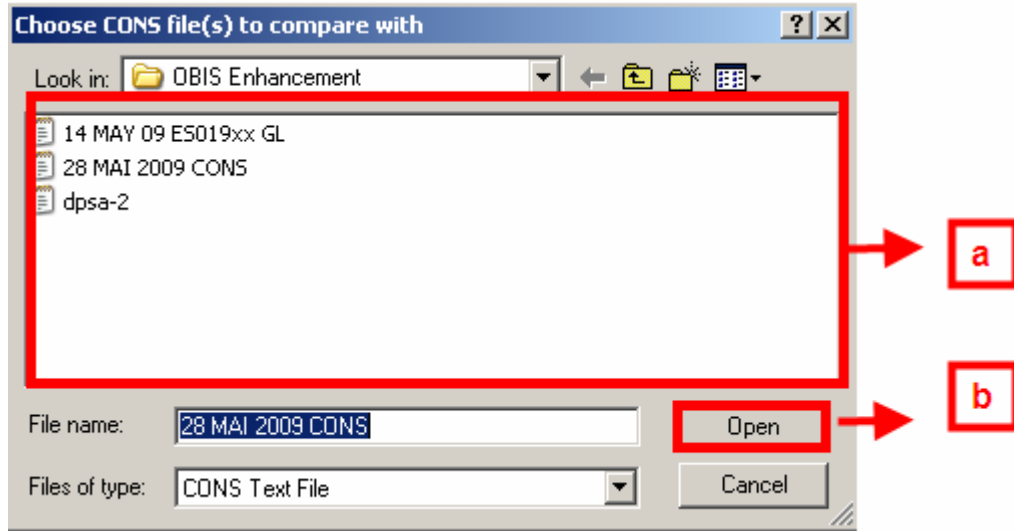 Choose CONS file(s) to compare with
Look in: OBIS Enhancement
14 MAY 09 ES019xx GL
28 MAI 2009 CONS
dpsa-2
a
File name: 28 MAI 2009 CONS Open
b
Files of type: CONS Text File Cancel